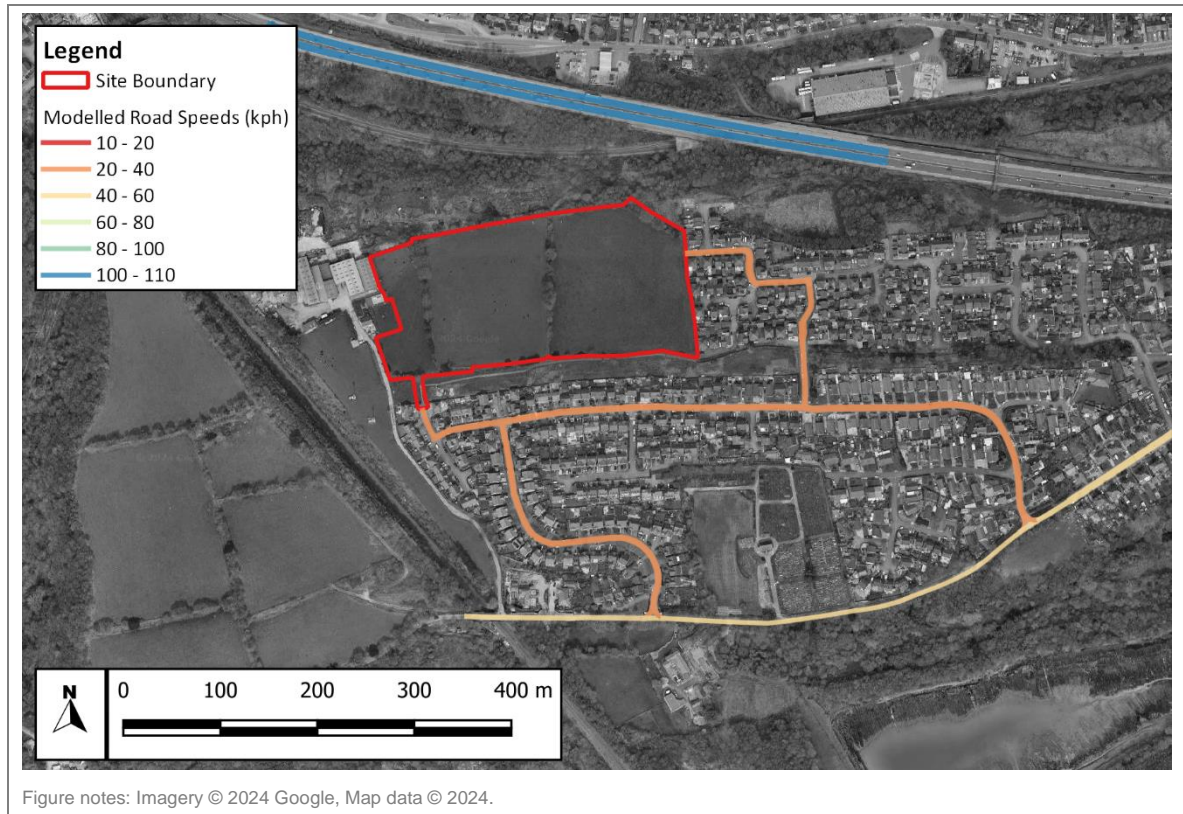 Legend
Site Boundary
Modelled Road Speeds (kph)
10 - 20
20 - 40
40 - 60
60 - 80
80 - 100
100 - 110
N
0 100 200 300 400 m
Figure notes: Imagery © 2024 Google, Map data © 2024.